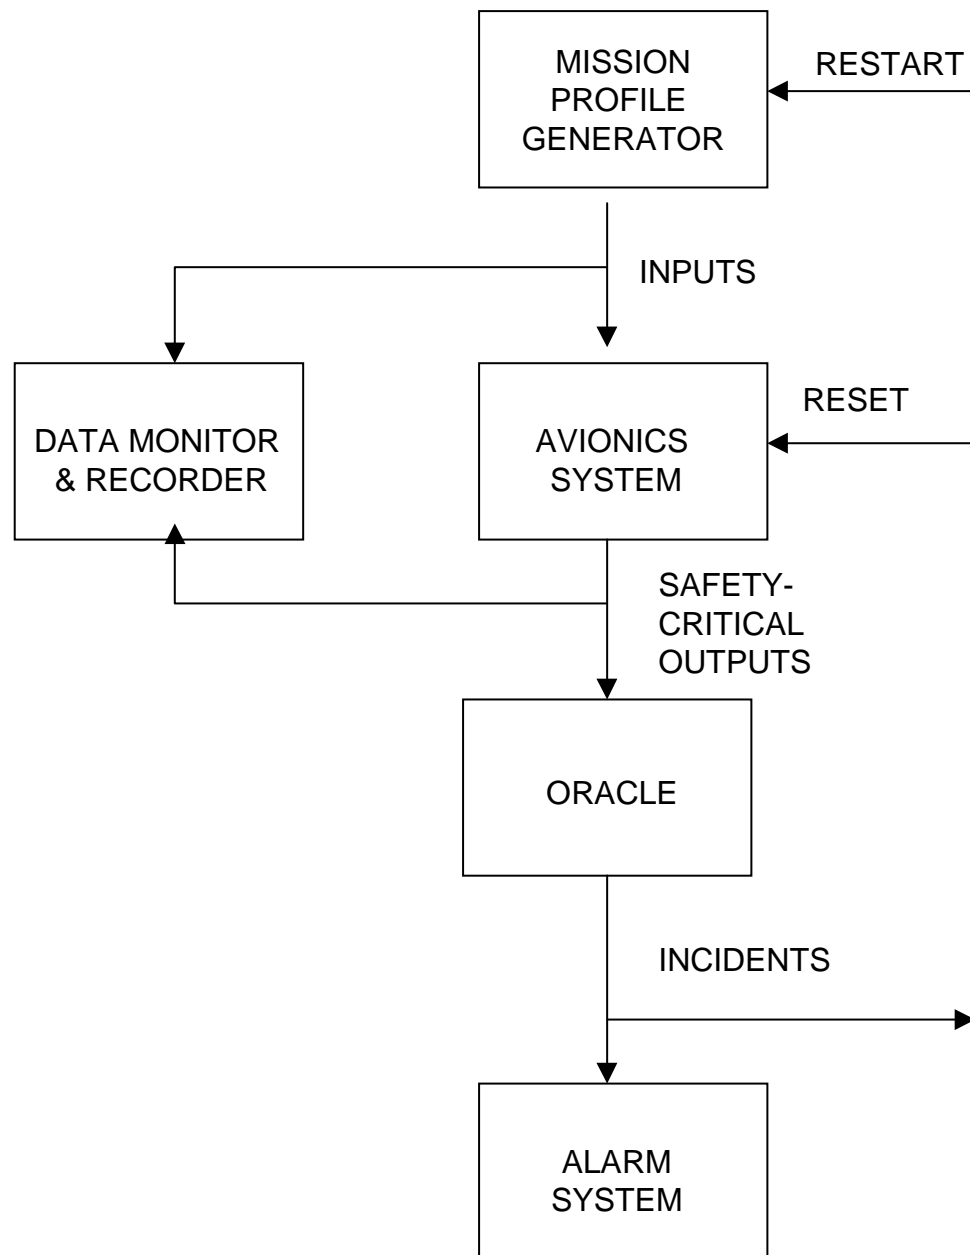 MISSION
PROFILE
GENERATOR
RESTART
INPUTS
DATA MONITOR
& RECORDER
AVIONICS
SYSTEM
RESET
SAFETY-
CRITICAL
OUTPUTS
ORACLE
INCIDENTS
ALARM
SYSTEM